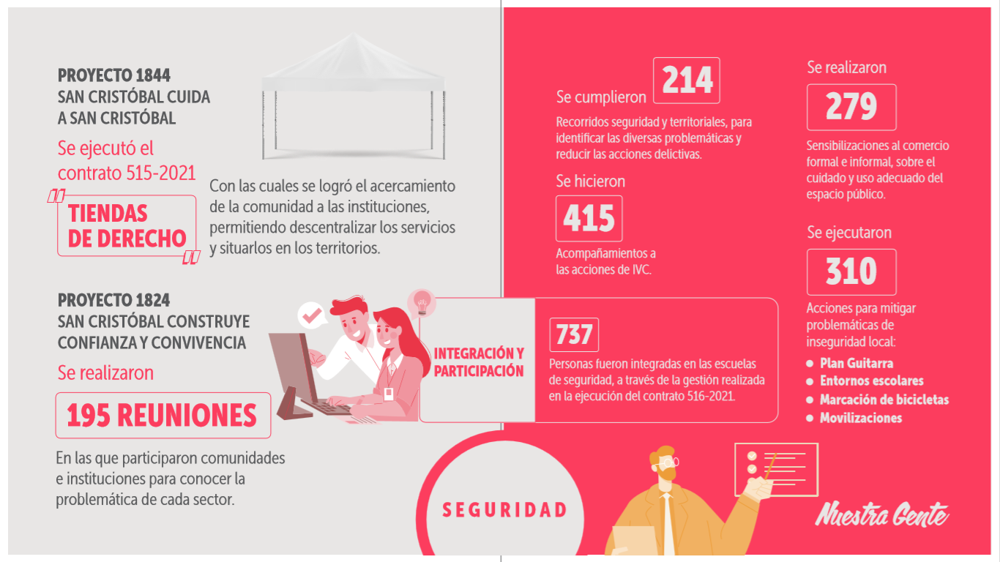 PROYECTO 1844
SAN CRISTÓBAL CUIDA
A SAN CRISTÓBAL
Se ejecutó el
contrato 515-2021
TIENDAS
DE DERECHO
Con las cuales se logró el acercamiento
de la comunidad a las instituciones,
permitiendo descentralizar los servicios
y situarlos en los territorios.
PROYECTO 1824
SAN CRISTÓBAL CONSTRUYE
CONFIANZA Y CONVIVENCIA
Se realizaron
195 REUNIONES
En las que participaron comunidades
e instituciones para conocer la
problemática de cada sector.
INTEGRACIÓN Y
PARTICIPACIÓN
737
Personas fueron integradas en las escuelas
de seguridad, a través de la gestión realizada
en la ejecución del contrato 516-2021.
SEGURIDAD
Se cumplieron 214
Recorridos seguridad y territoriales, para
identificar las diversas problemáticas y
reducir las acciones delictivas.
Se hicieron
415
Acompañamientos a
las acciones de IVC.
Se realizaron
279
Sensibilizaciones al comercio
formal e informal, sobre el
cuidado y uso adecuado del
espacio público.
Se ejecutaron
310
Acciones para mitigar
problemáticas de
inseguridad local:
● Plan Guitarra
● Entornos escolares
● Marcación de bicicletas
● Movilizaciones
Nuestra Gente